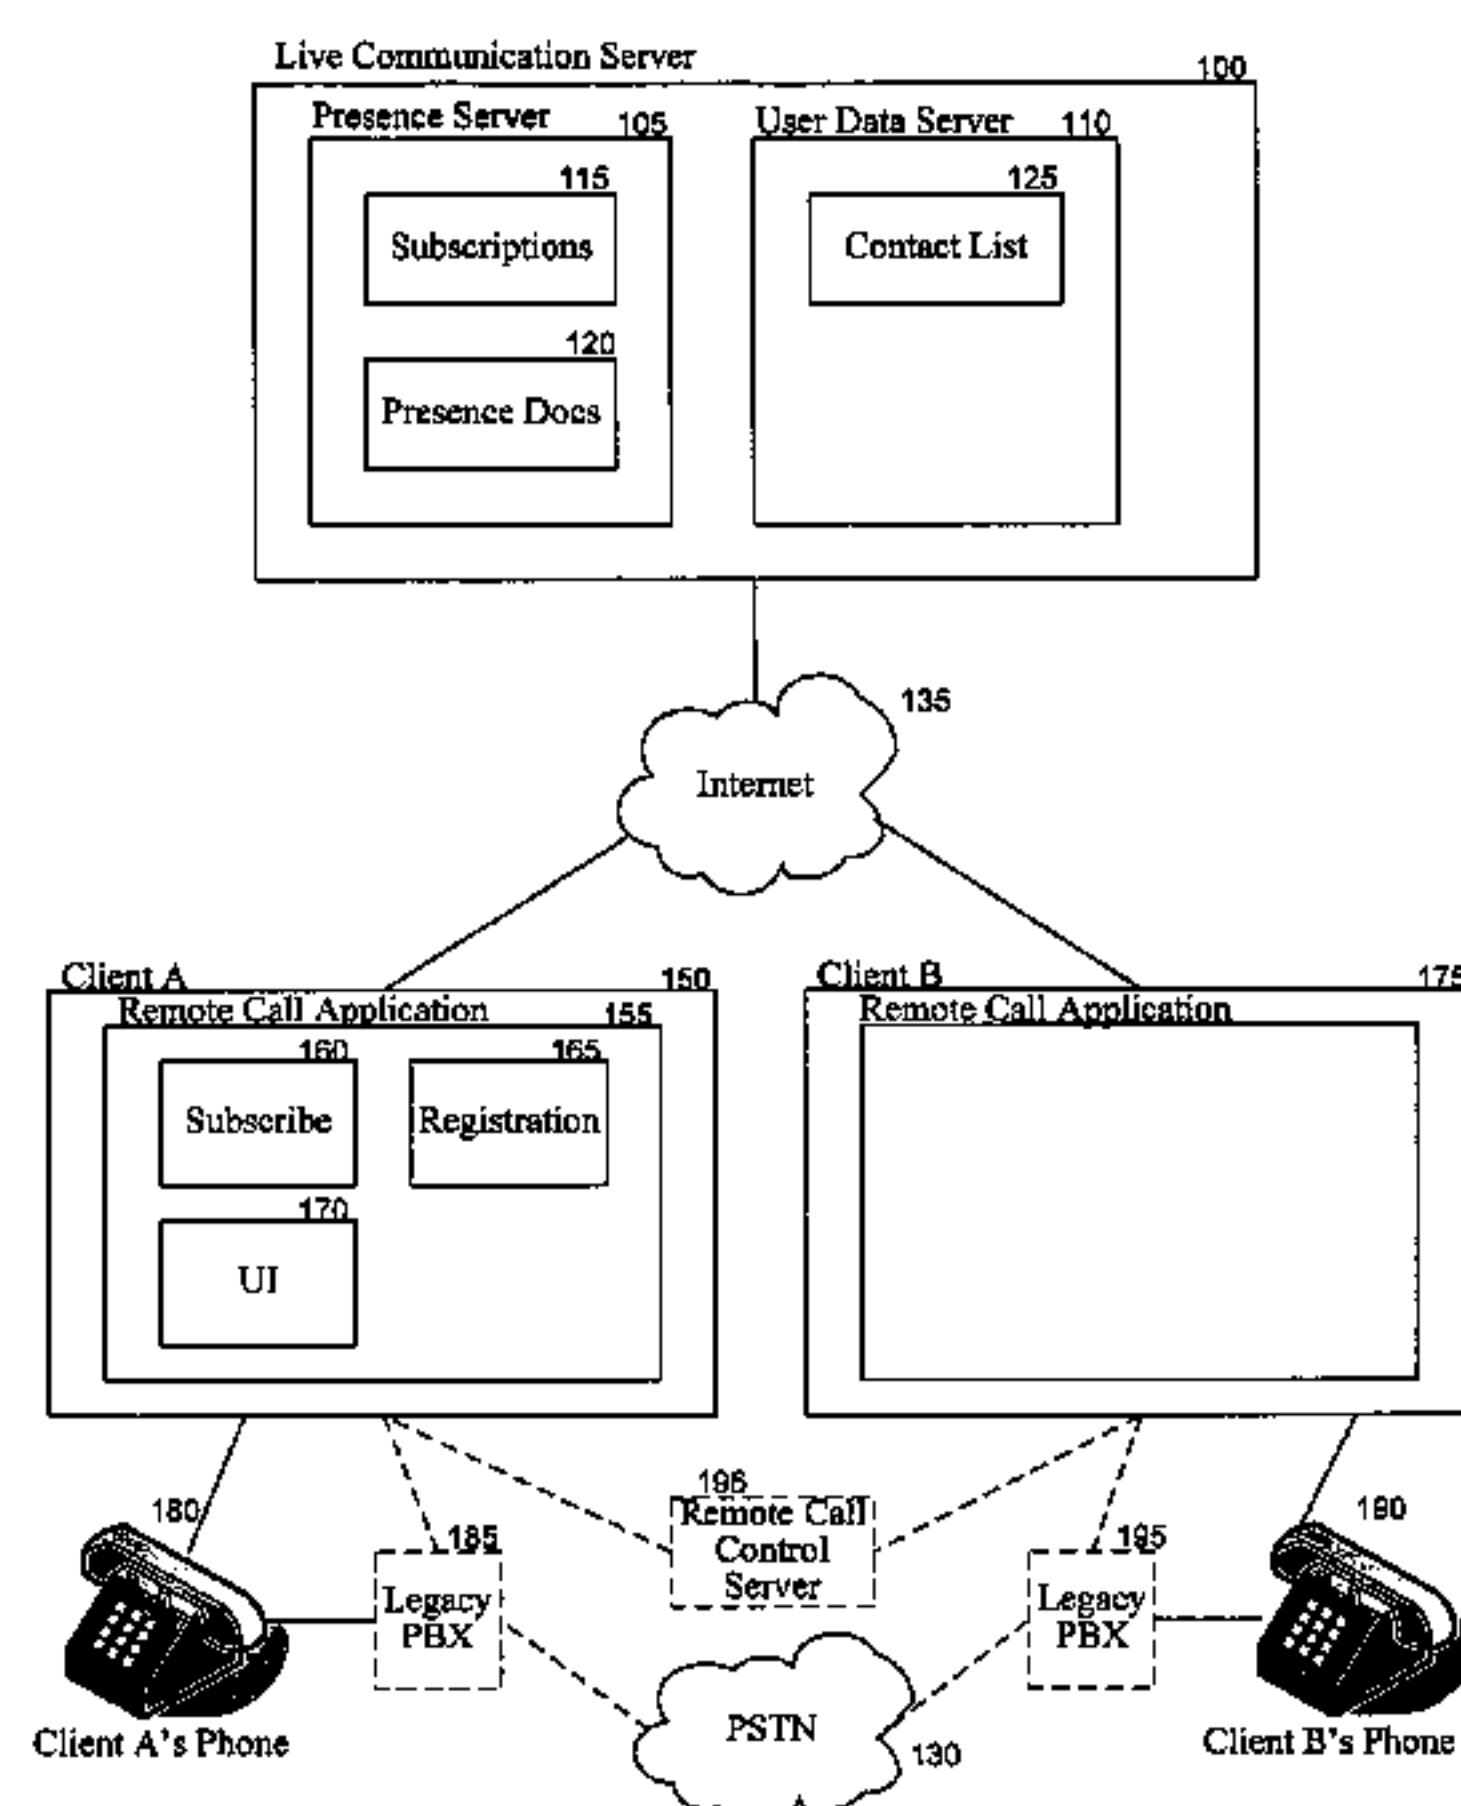 Live Communication Server
100
Presence Server
105
User Data Server
110
115
Subscriptions
125
Contact List
120
Presence Docs
135
Internet
Client A
150
Remote Call Application
155
160
Subscribe
165
Registration
170
UI
Client B
175
Remote Call Application
180
185
Legacy
PBX
196
Remote Call
Control
Server
195
Legacy
PBX
190
Client A's Phone
PSTN
130
Client B's Phone